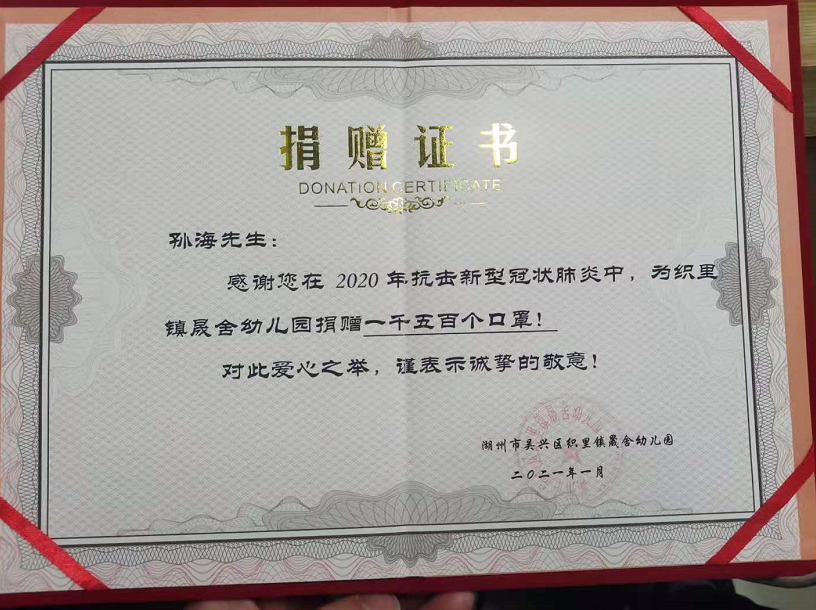 捐赠证书
DONATION CERTIFICATE
孙海先生：
感谢您在 2020 年抗击新型冠状肺炎中，为织里
镇晟舍幼儿园捐赠一千五百个口罩！
对此爱心之举，谨表示诚挚的敬意！
湖州市吴兴区织里镇晟舍幼儿园
二〇二一年一月